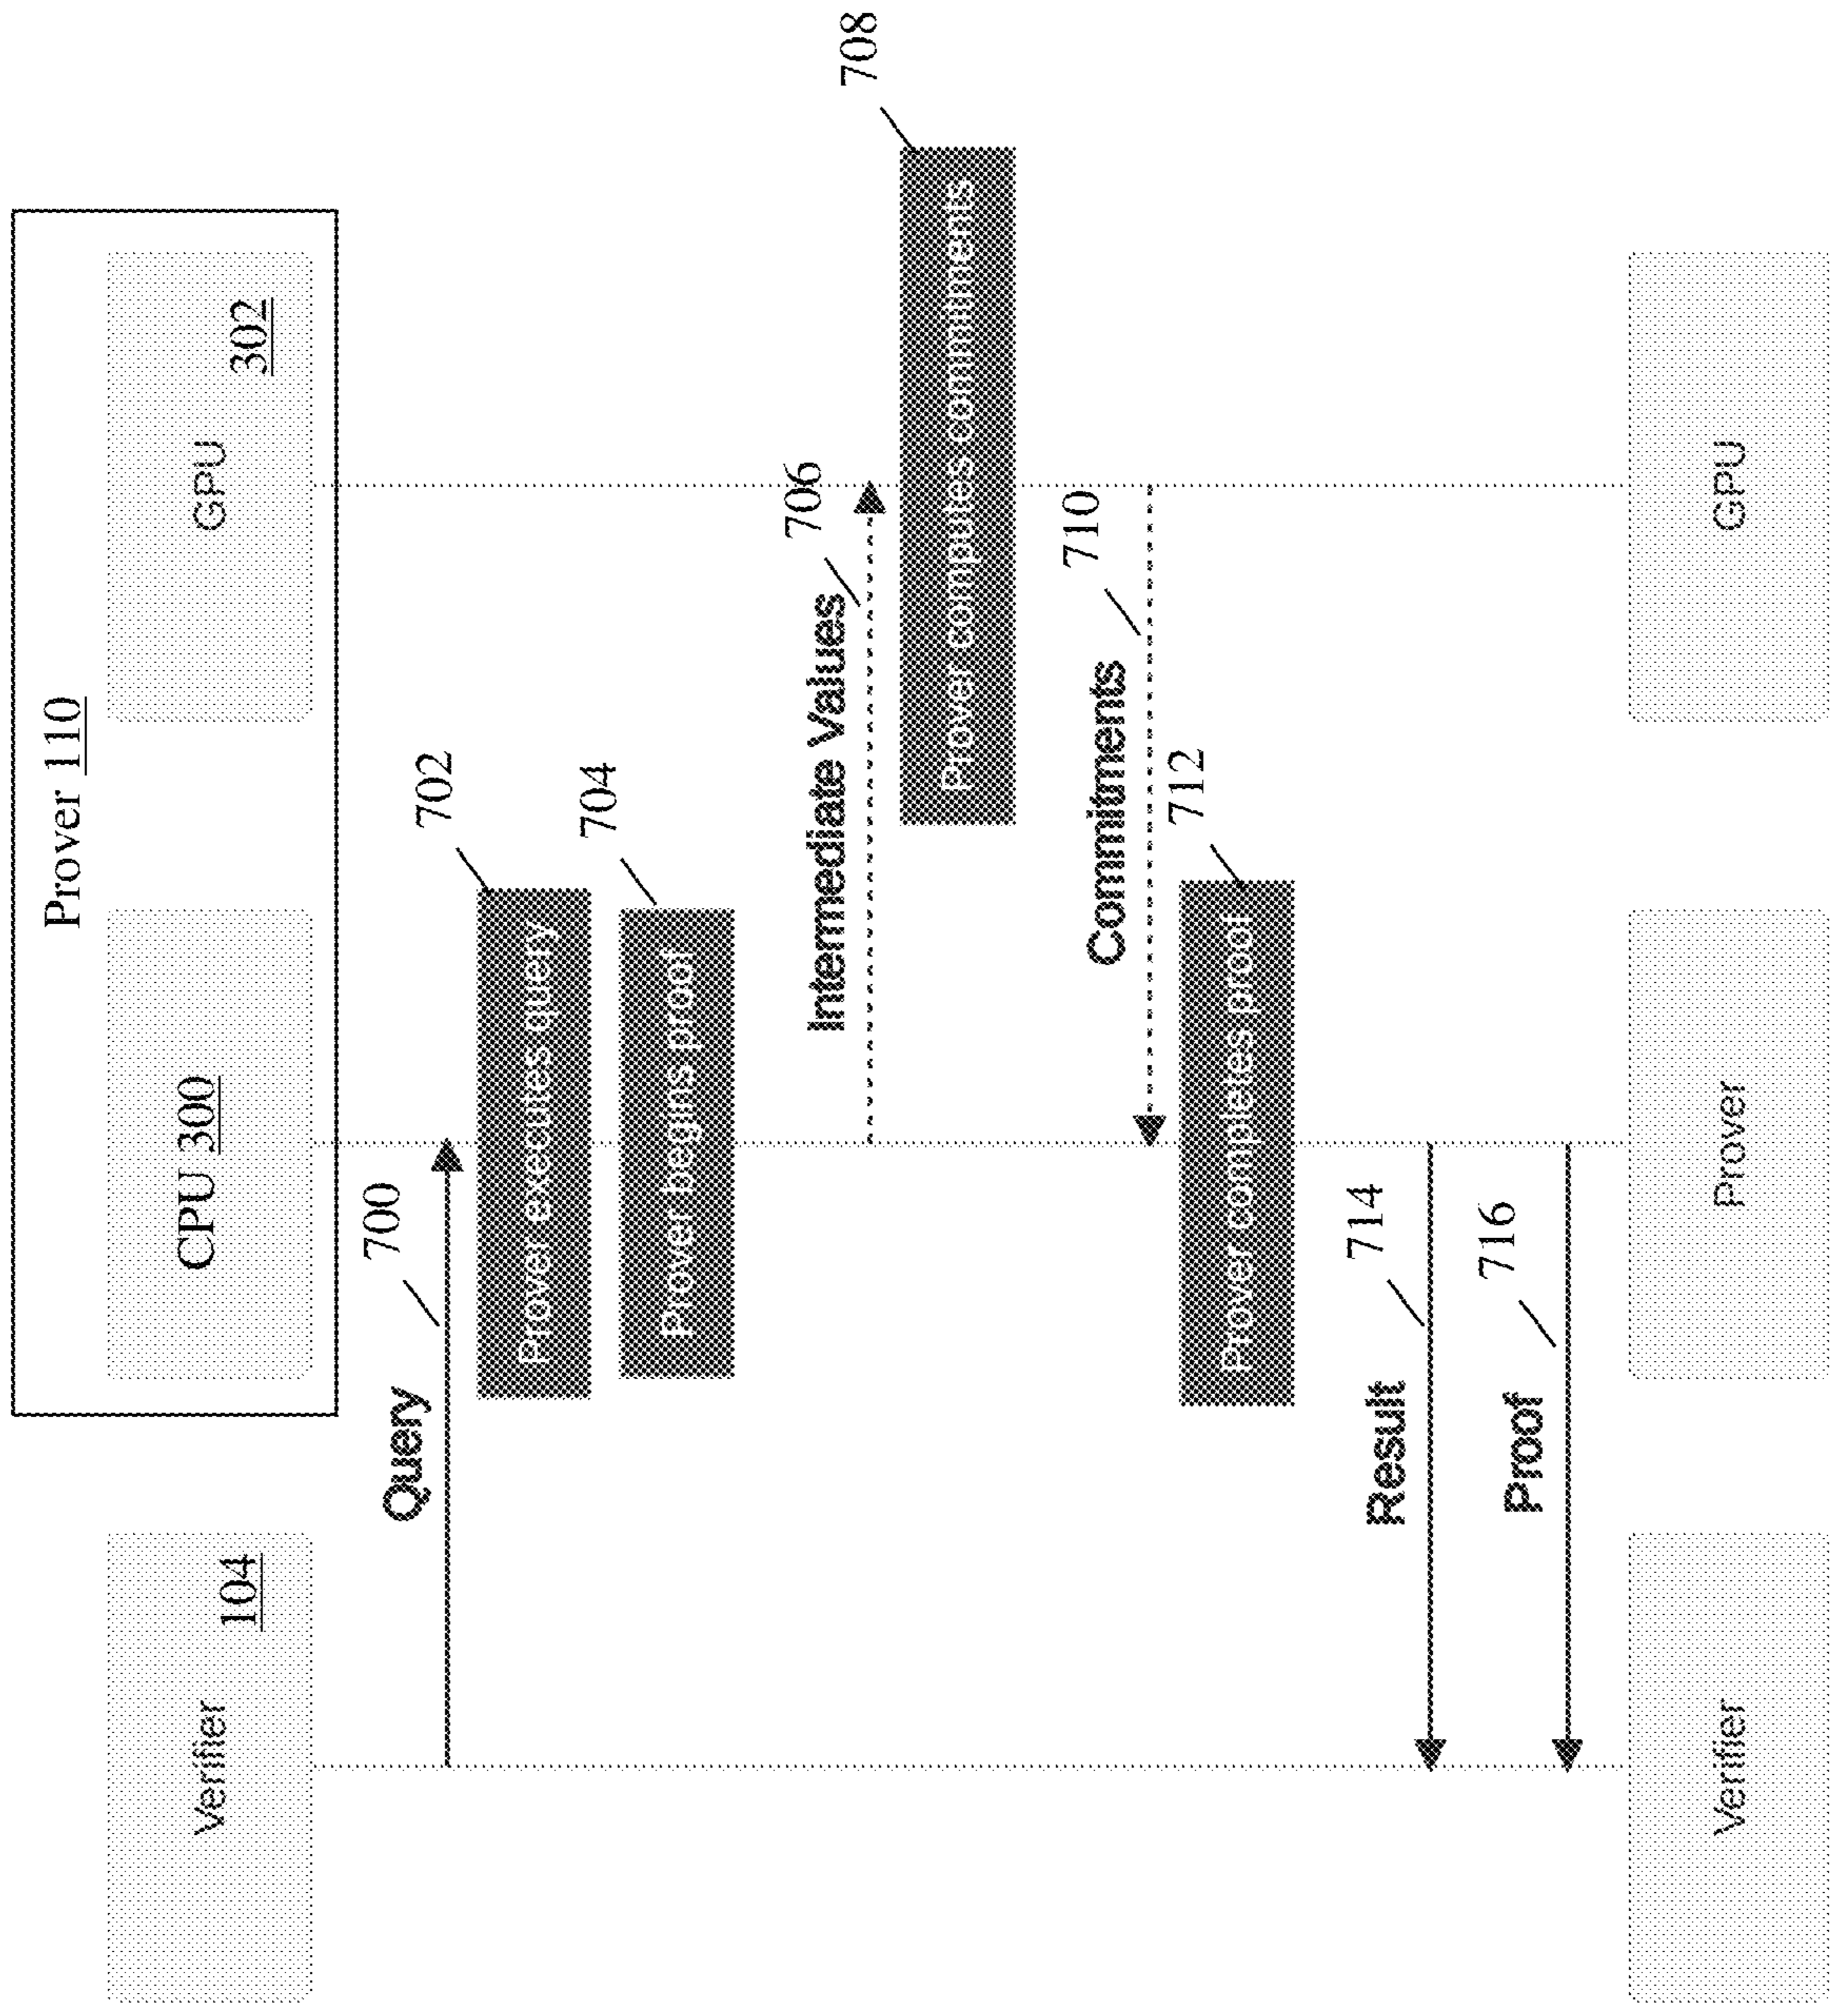 Prover 110
Verifier
104
CPU 300
GPU
302
Query
700
Prover executes query
702
Prover begins proof
704
Intermediate Values
706
Prover computes commitments
708
Commitments
710
Prover completes proof
712
Result
714
Proof
716
Verifier
Prover
GPU